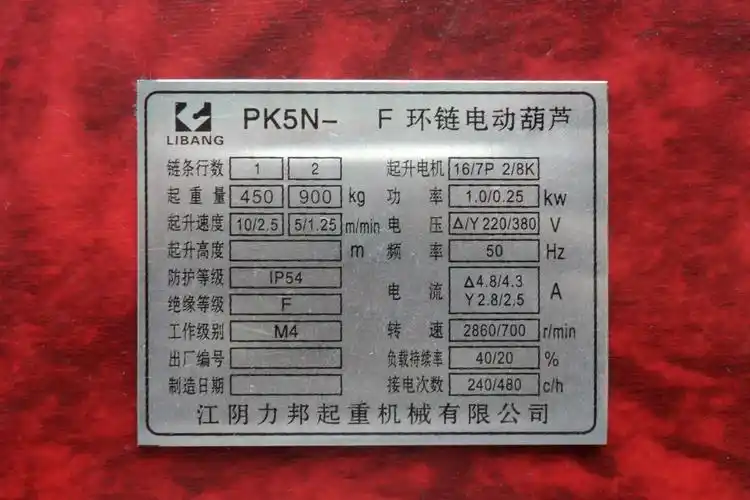 LIBANG
PK5N- F 环链电动葫芦
链条行数 1 2 起升电机 16/7P 2/8K
起重量 450 900 kg 功率 1.0/0.25 kw
起升速度 10/2.5 5/1.25 m/min 电压 Δ/Y 220/380 V
起升高度 m 频率 50 Hz
防护等级 IP54 电流 Δ4.8/4.3 A
绝缘等级 F Y 2.8/2.5
工作级别 M4 转速 2860/700 r/min
出厂编号 负载持续率 40/20 %
制造日期 接电次数 240/480 c/h
江阴力邦起重机械有限公司